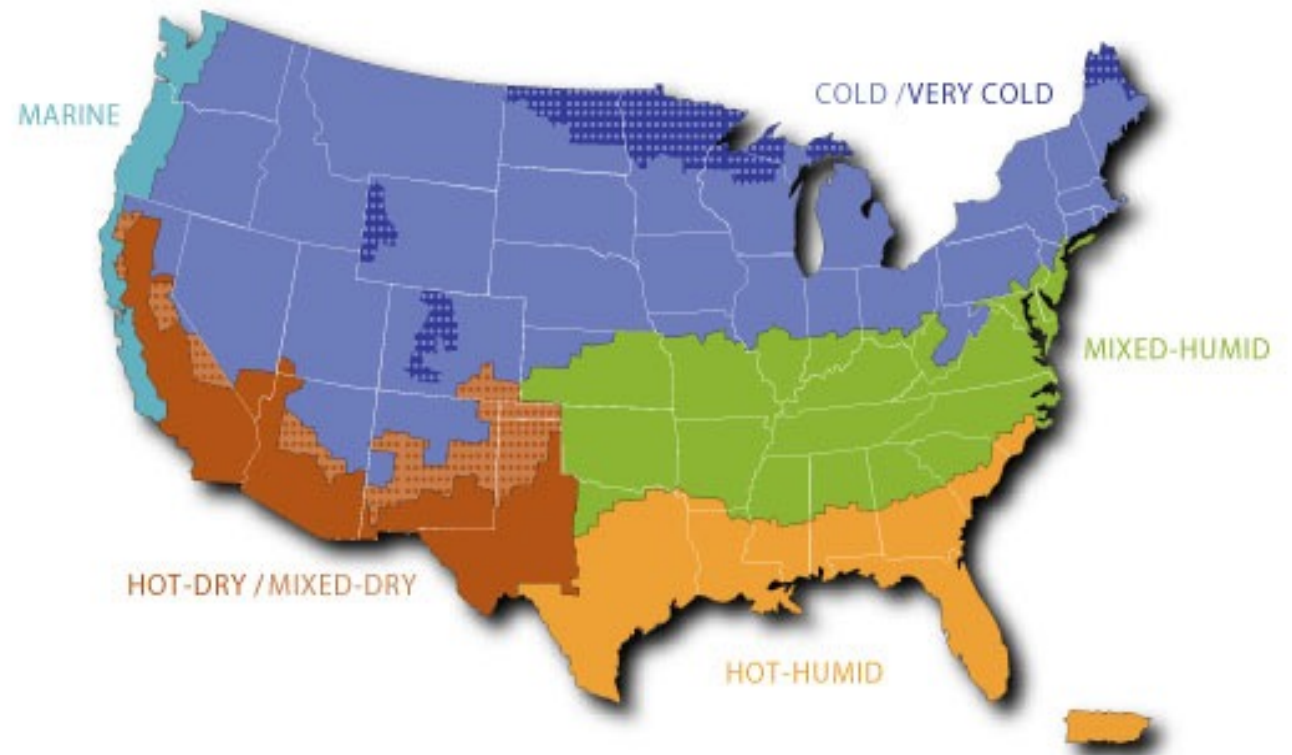 MARINE
COLD /VERY COLD
MIXED-HUMID
HOT-DRY /MIXED-DRY
HOT-HUMID